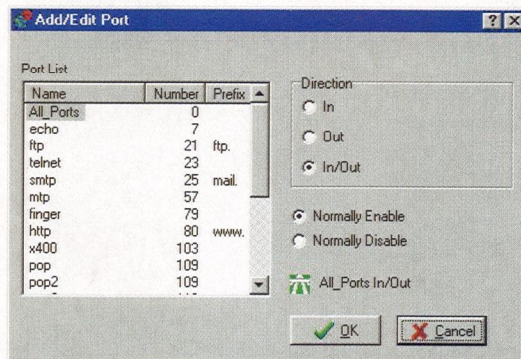 Add/Edit Port
Port List
Name Number Prefix
All_Ports 0
echo 7
ftp 21 ftp.
telnet 23
smtp 25 mail.
mtp 57
finger 79
http 80 www.
x400 103
pop 109
pop2 109
Direction
In
Out
In/Out
Normally Enable
Normally Disable
All_Ports In/Out
OK
Cancel